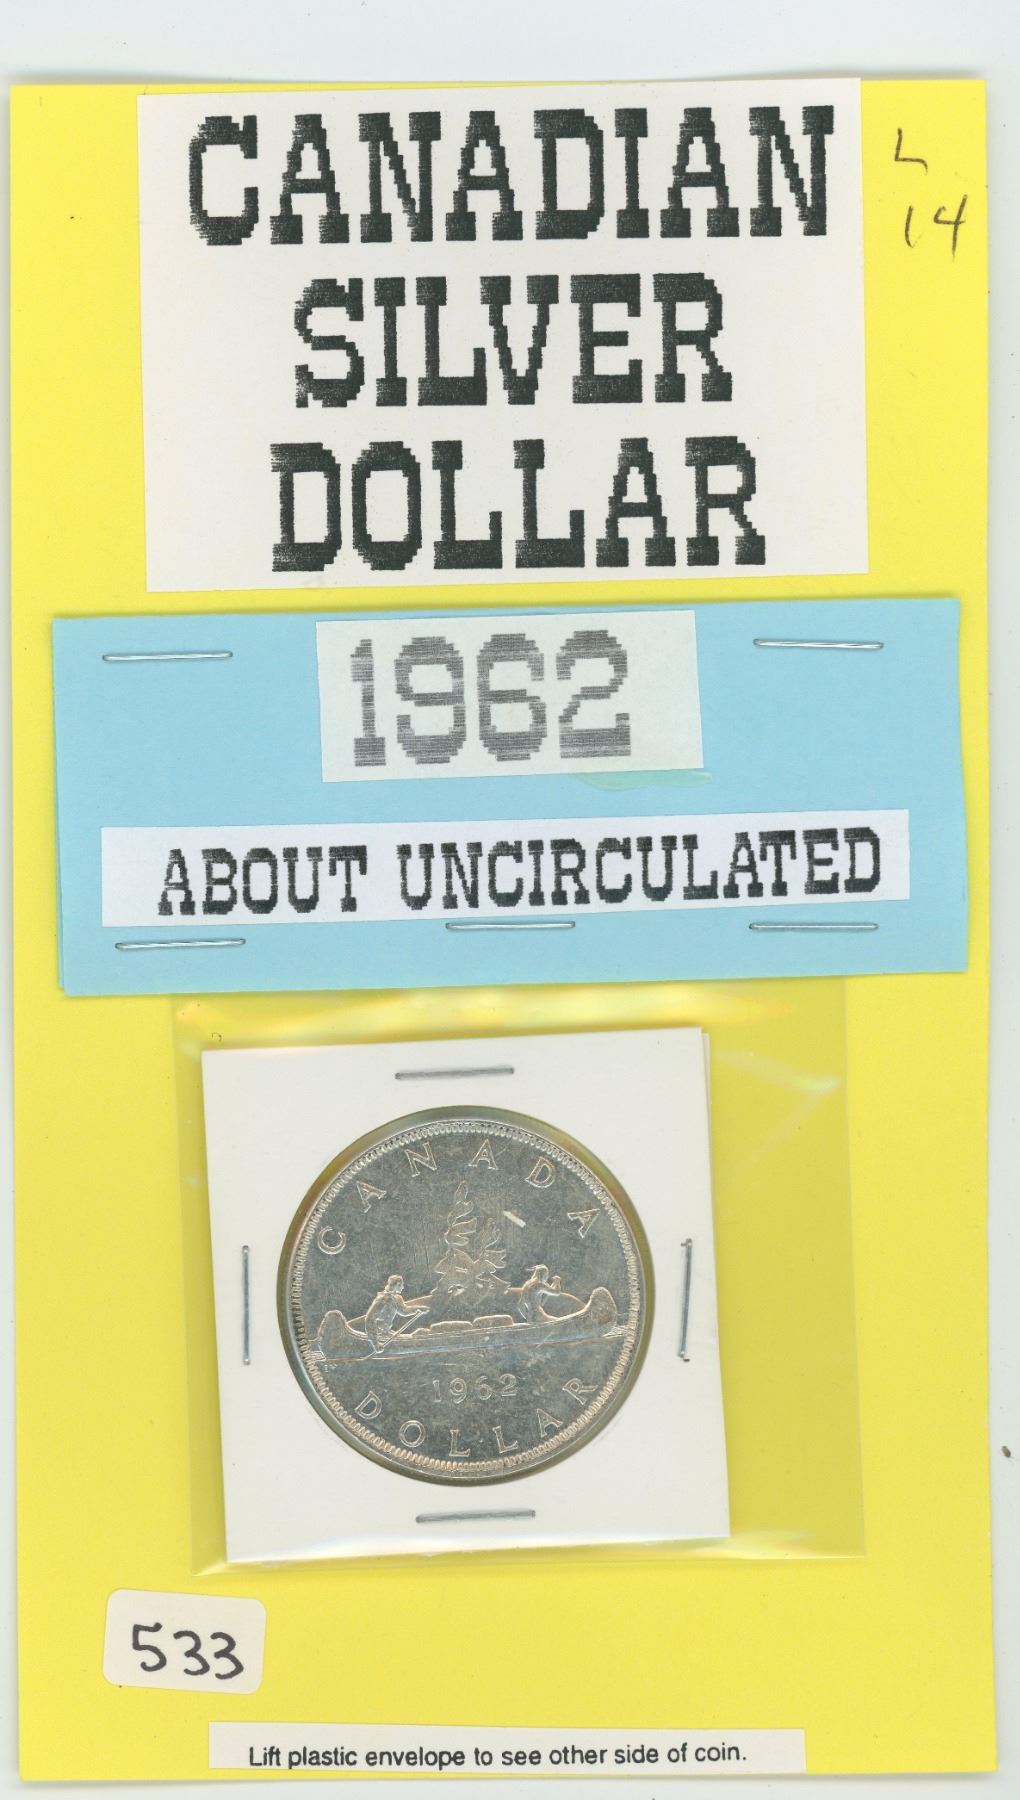 CANADIAN
SILVER
DOLLAR
L
14
1962
ABOUT UNCIRCULATED
CANADA
1962
DOLLAR
533
Lift plastic envelope to see other side of coin.